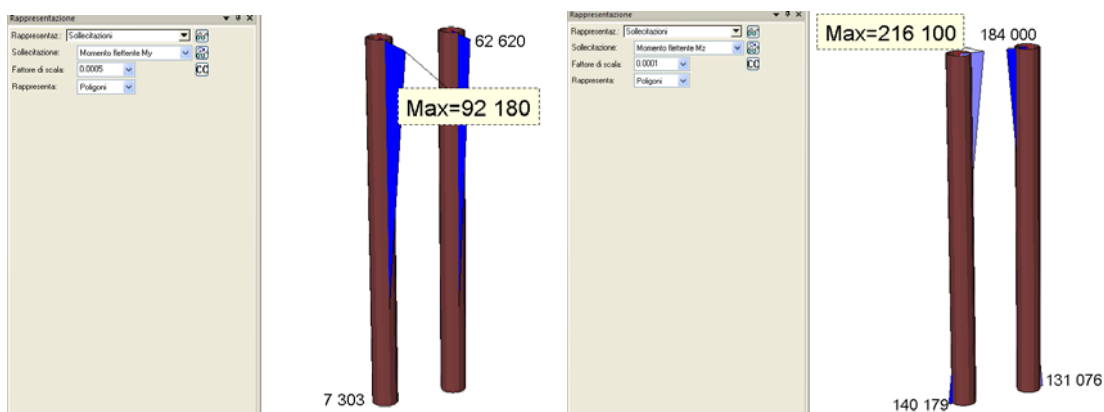 Rappresentazione
Rappresentaz.: Sollecitazioni
Sollecitazione: Momento flettente My
Fattore di scala: 0.0005
Rappresenta: Poligoni
62 620
Max=92 180
7 303
Rappresentazione
Rappresentaz.: Sollecitazioni
Sollecitazione: Momento flettente Mz
Fattore di scala: 0.0001
Rappresenta: Poligoni
Max=216 100
184 000
131 076
140 179